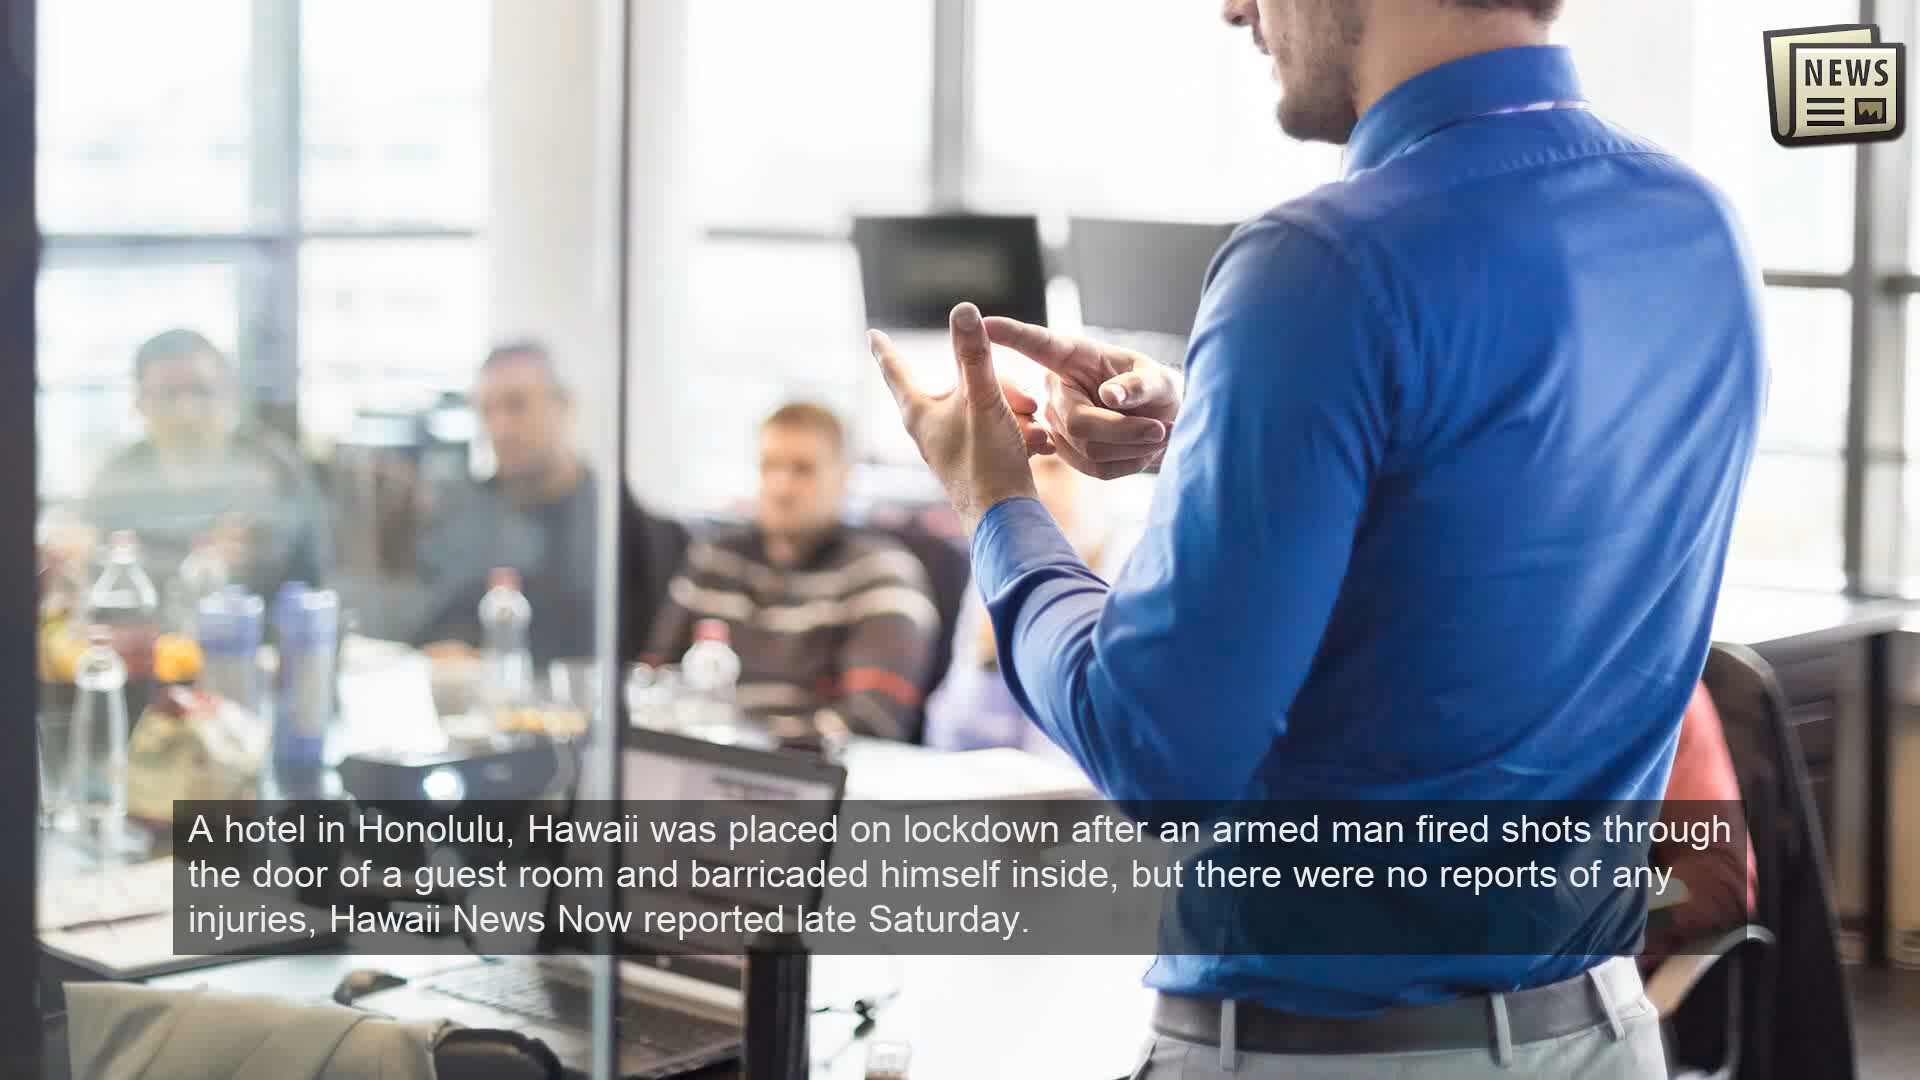 NEWS
A hotel in Honolulu, Hawaii was placed on lockdown after an armed man fired shots through
the door of a guest room and barricaded himself inside, but there were no reports of any
injuries, Hawaii News Now reported late Saturday.